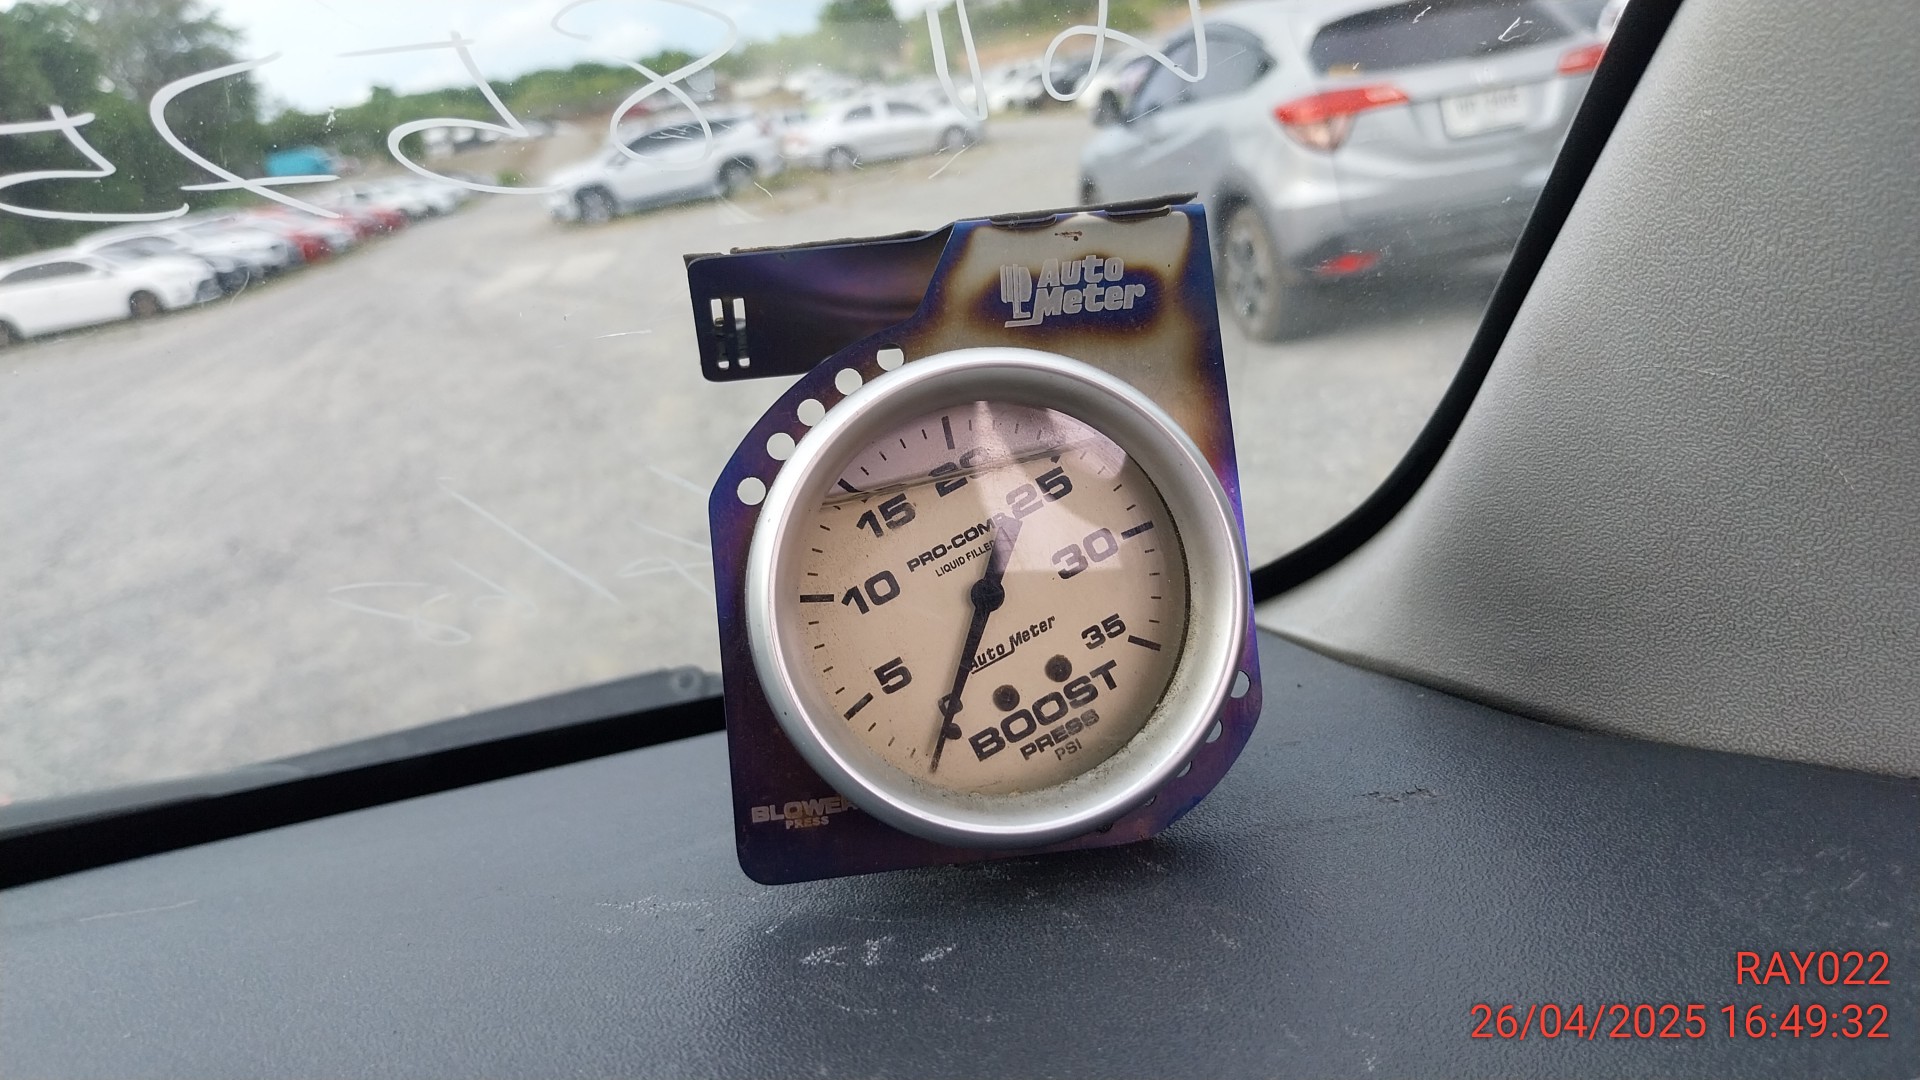 Auto
Meter
20
15
25
PRO-COMP
LIQUID FILLED
10
30
Auto Meter
5
35
0
BOOST
PRESS
PSI
BLOWER
PRESS
RAY022
26/04/2025 16:49:32